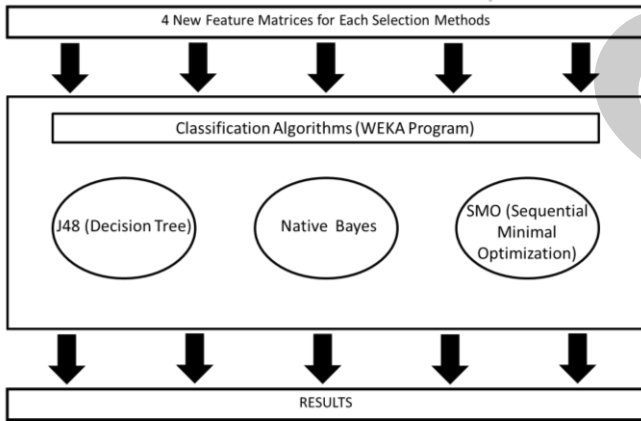 4 New Feature Matrices for Each Selection Methods
Classification Algorithms (WEKA Program)
J48 (Decision Tree)
Native Bayes
SMO (Sequential
Minimal
Optimization)
RESULTS